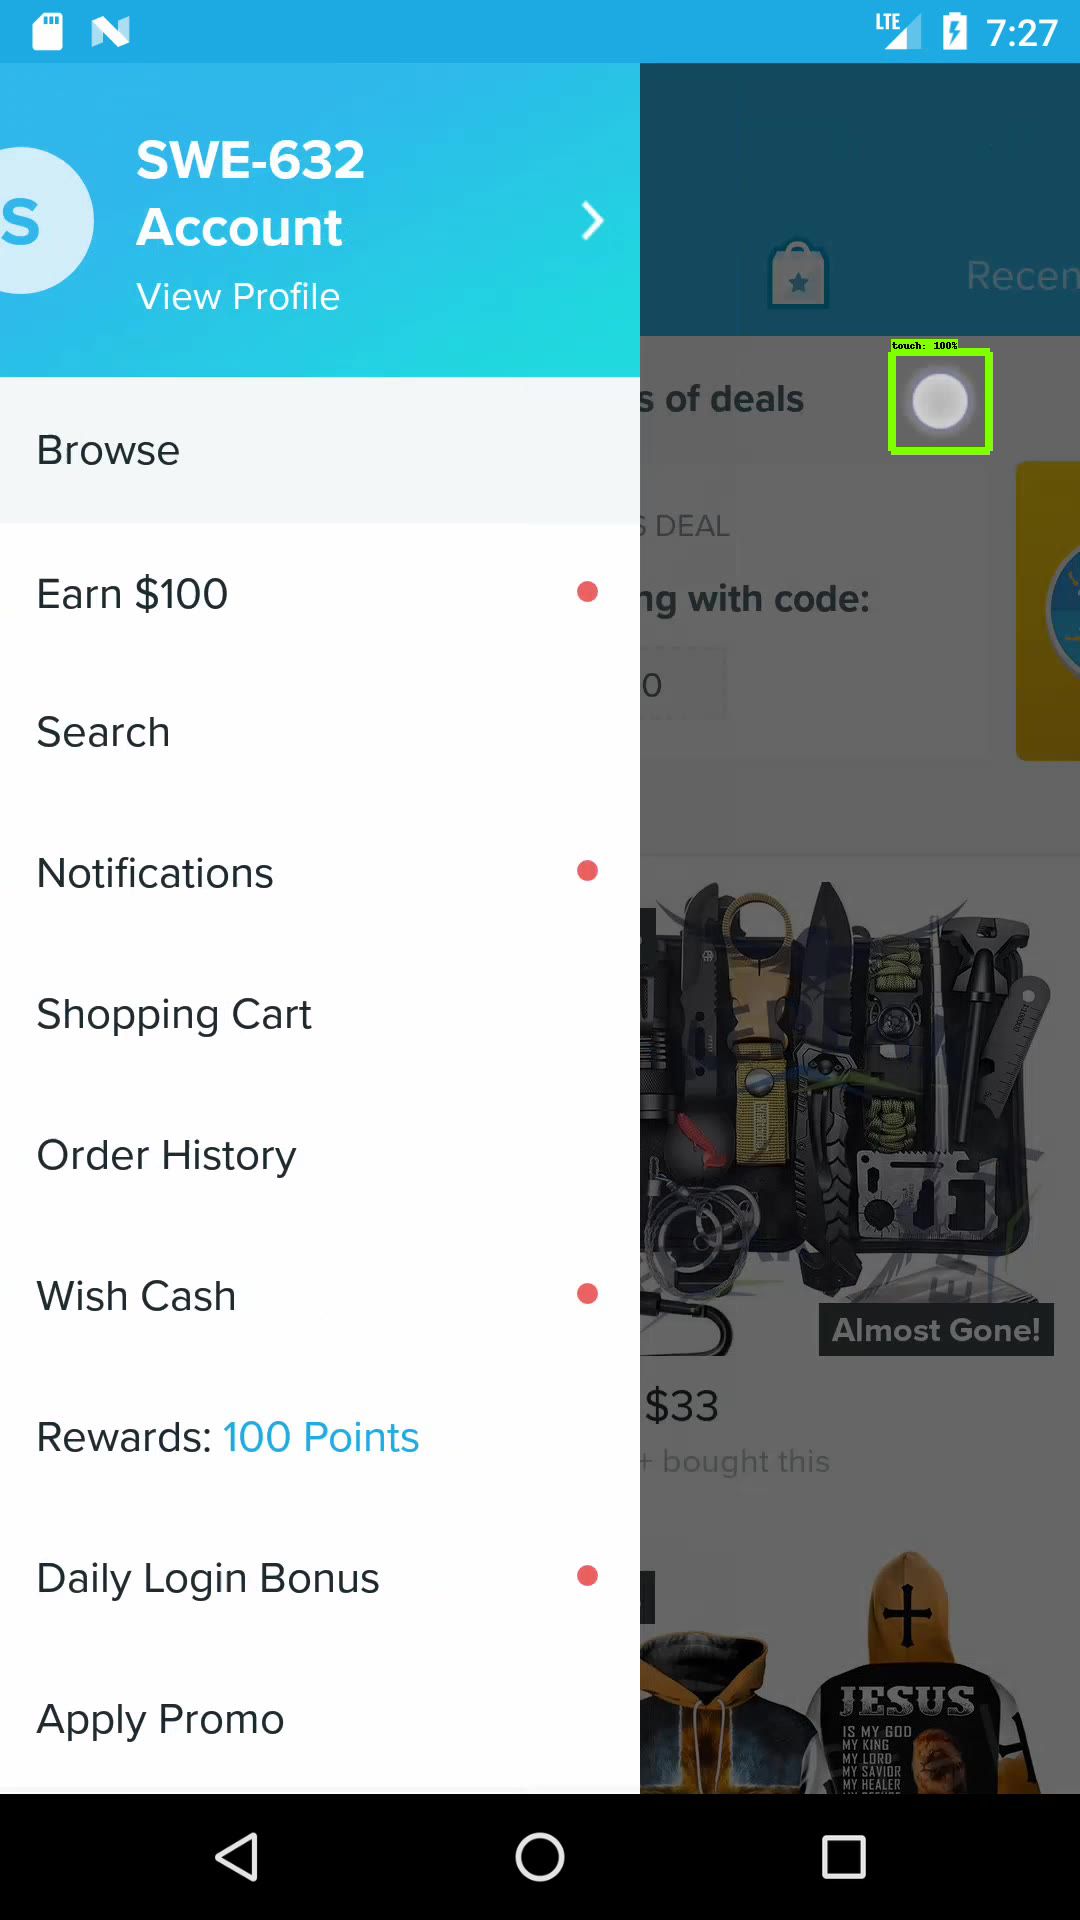 LTE 7:27
S
SWE-632
Account
View Profile
Recen
touch: 100%
s of deals
Browse
S DEAL
Earn $100
ng with code:
0
Search
Notifications
Shopping Cart
Order History
Wish Cash
Almost Gone!
$33
Rewards: 100 Points
+ bought this
Daily Login Bonus
Apply Promo
JESUS
IS MY GOD
MY KING
MY LORD
MY SAVIOR
MY HEALER